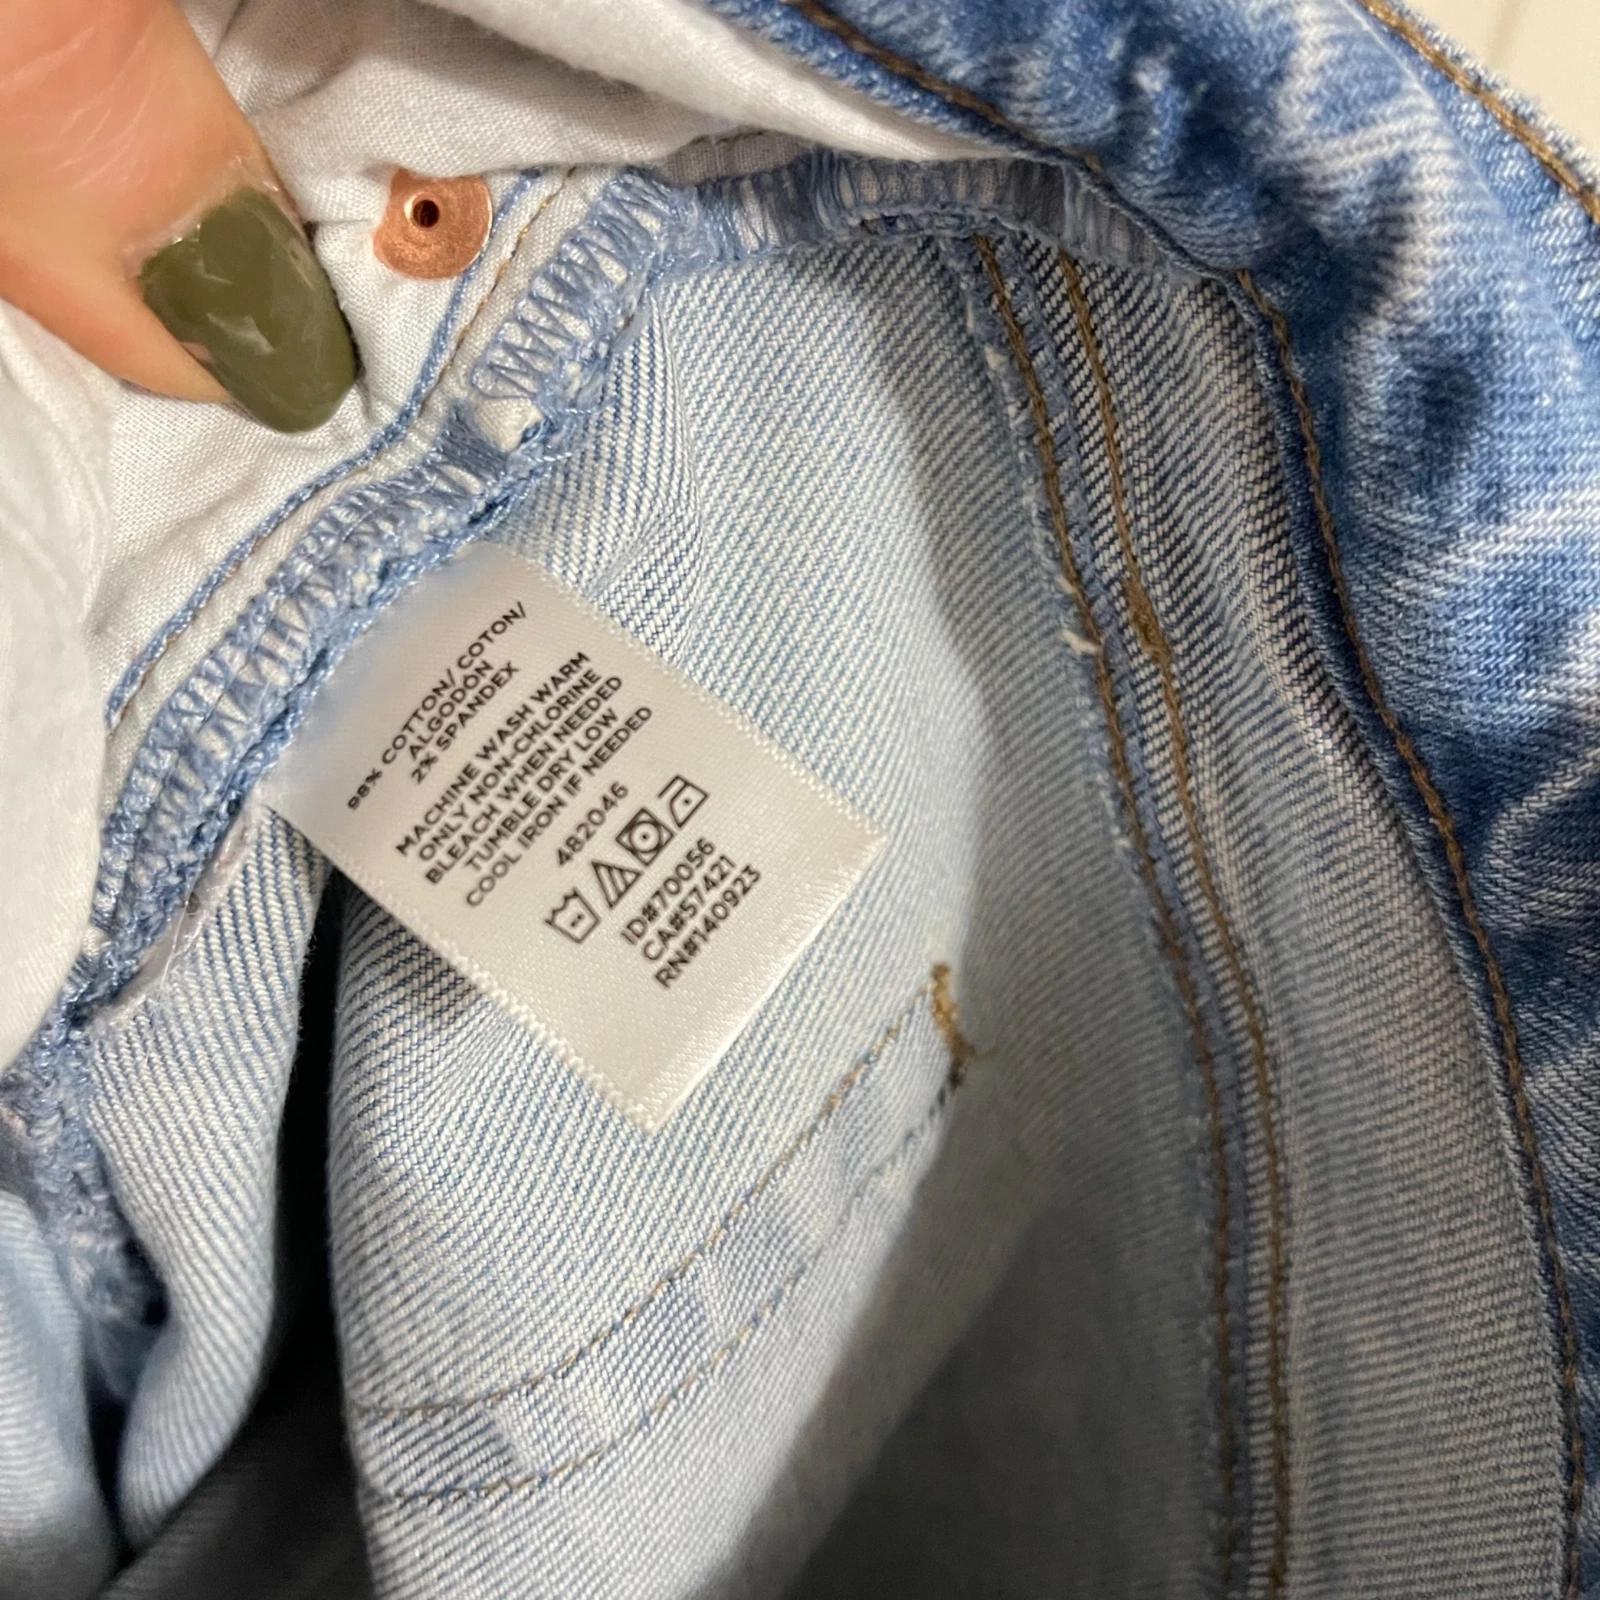 98% COTTON/ COTON/
ALGODÓN
2% SPANDEX
MACHINE WASH WARM
ONLY NON-CHLORINE
BLEACH WHEN NEEDED
TUMBLE DRY LOW
COOL IRON IF NEEDED
482046
ID#700056
CA#57421
RN#140923